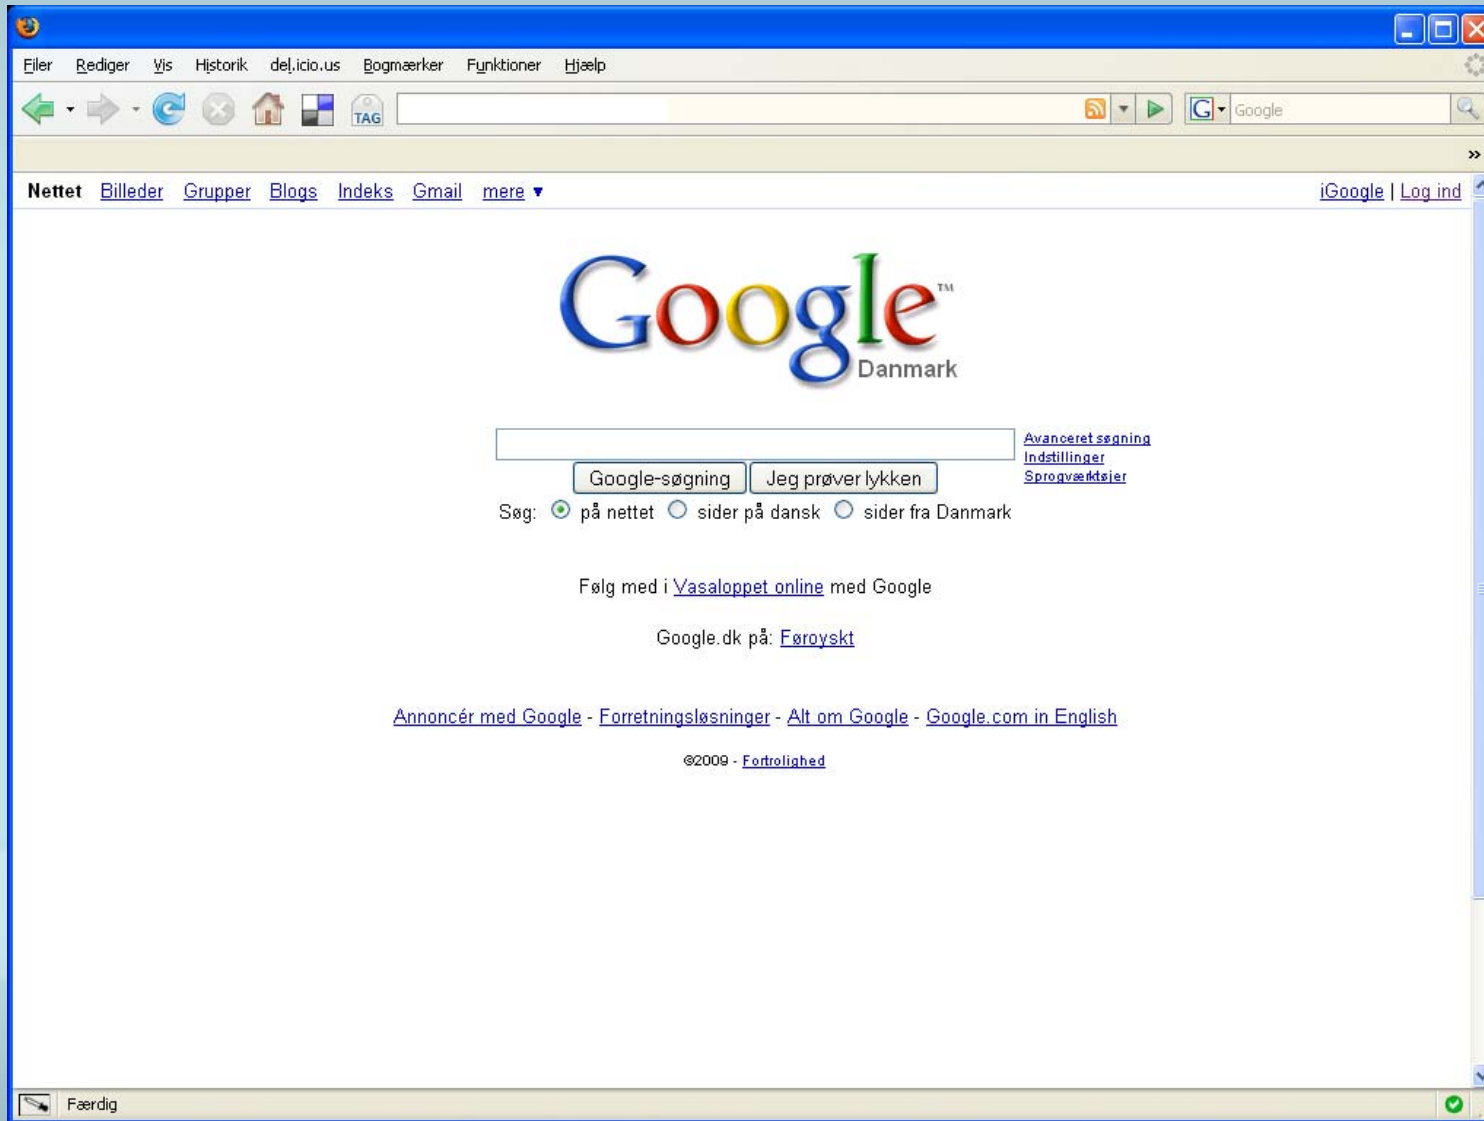 Filer Rediger Vis Historik del.icio.us Bogmærker Funktioner Hjælp
TAG G Google
»
Nettet Billeder Grupper Blogs Indeks Gmail mere ▼ iGoogle | Log ind
Google™
Danmark
Avanceret søgning
Indstillinger
Sprogværktøjer
Google-søgning Jeg prøver lykken
Søg: på nettet sider på dansk sider fra Danmark
Følg med i Vasaloppet online med Google
Google.dk på: Føroyskt
Annoncér med Google - Forretningsløsninger - Alt om Google - Google.com in English
©2009 - Fortrolighed
Færdig